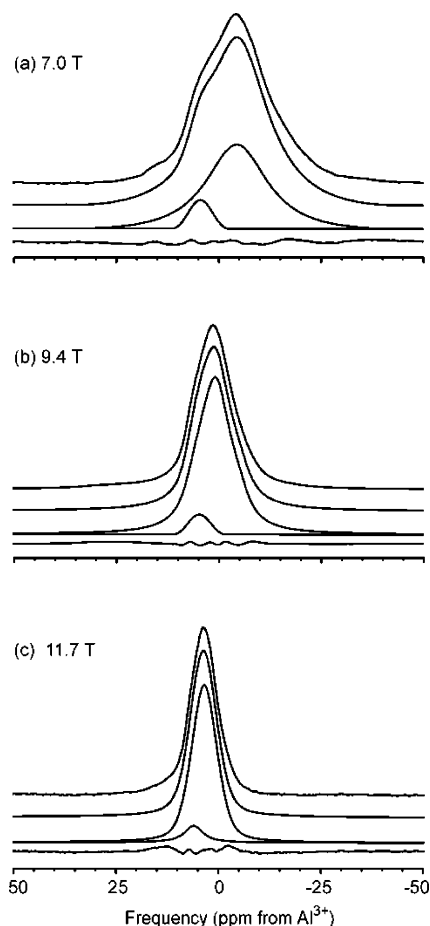 (a) 7.0 T
(b) 9.4 T
(c) 11.7 T
50 25 0 -25 -50
Frequency (ppm from Al³⁺)